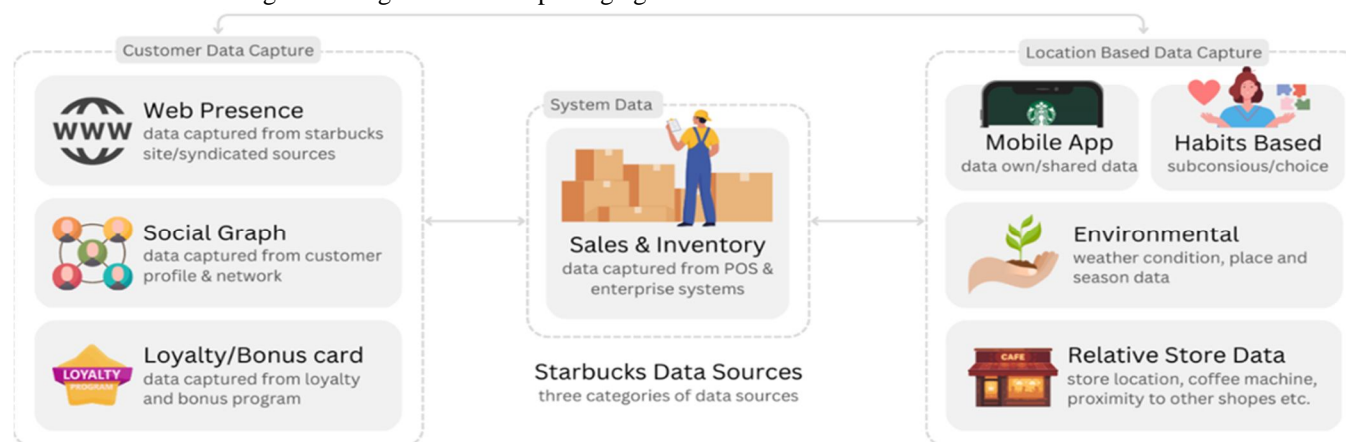 Customer Data Capture
Web Presence
data captured from starbucks
site/syndicated sources
WWW
Social Graph
data captured from customer
profile & network
Loyalty/Bonus card
data captured from loyalty
and bonus program
LOYALTY
PROGRAM
System Data
Sales & Inventory
data captured from POS &
enterprise systems
Starbucks Data Sources
three categories of data sources
Location Based Data Capture
Mobile App
data own/shared data
Habits Based
subconsious/choice
Environmental
weather condition, place and
season data
CAFE
Relative Store Data
store location, coffee machine,
proximity to other shopes etc.